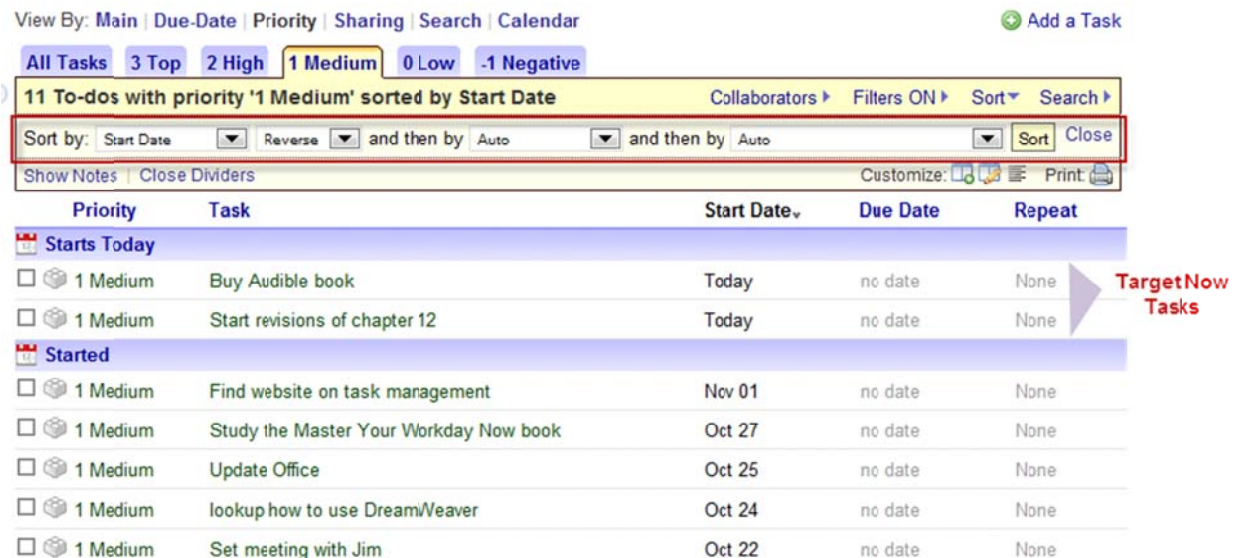 View By: Main | Due-Date | Priority | Sharing | Search | Calendar Add a Task
All Tasks 3 Top 2 High 1 Medium 0 Low -1 Negative
11 To-dos with priority '1 Medium' sorted by Start Date Collaborators Filters ON Sort Search
Sort by: Start Date Reverse and then by Auto and then by Auto Sort Close
Show Notes | Close Dividers Customize: Print:
Priority Task Start Date Due Date Repeat
Starts Today
1 Medium Buy Audible book Today no date None
Target Now
Tasks
1 Medium Start revisions of chapter 12 Today no date None
Started
1 Medium Find website on task management Nov 01 no date None
1 Medium Study the Master Your Workday Now book Oct 27 no date None
1 Medium Update Office Oct 25 no date None
1 Medium lookup how to use DreamWeaver Oct 24 no date None
1 Medium Set meeting with Jim Oct 22 no date None